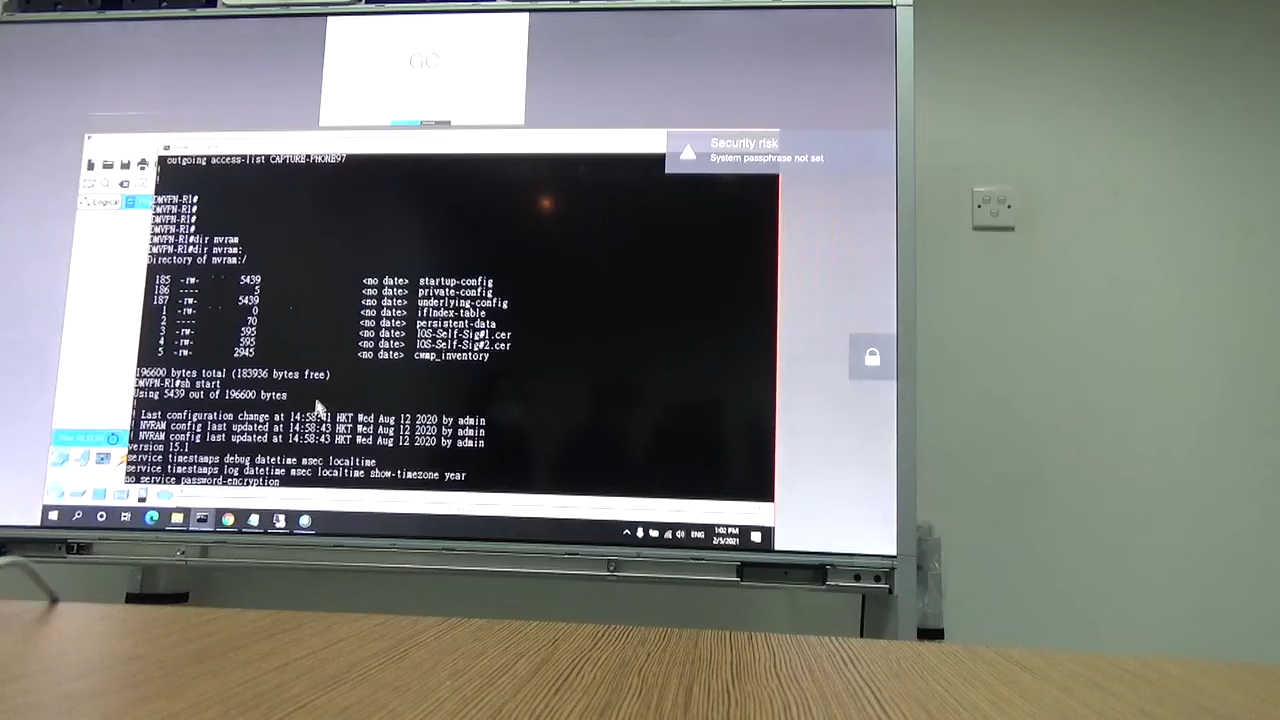 GC
Security risk
System passphrase not set
outgoing access-list CAPTURE-PHONE97
!
!
DMVPN-R1#
DMVPN-R1#
DMVPN-R1#
DMVPN-R1#
DMVPN-R1#dir nvram
DMVPN-R1#dir nvram:
Directory of nvram:/
185 -rw- 5439 <no date> startup-config
186 ---- 5 <no date> private-config
187 -rw- 5439 <no date> underlying-config
1 -rw- 0 <no date> ifIndex-table
2 ---- 70 <no date> persistent-data
3 -rw- 595 <no date> IOS-Self-Sig#1.cer
4 -rw- 595 <no date> IOS-Self-Sig#2.cer
5 -rw- 2945 <no date> cwmp_inventory
196600 bytes total (183936 bytes free)
DMVPN-R1#sh start
Using 5439 out of 196600 bytes
!
! Last configuration change at 14:58:41 HKT Wed Aug 12 2020 by admin
! NVRAM config last updated at 14:58:43 HKT Wed Aug 12 2020 by admin
! NVRAM config last updated at 14:58:43 HKT Wed Aug 12 2020 by admin
version 15.1
service timestamps debug datetime msec localtime
service timestamps log datetime msec localtime show-timezone year
no service password-encryption
Logical
ENG
1:02 PM
2/5/2021